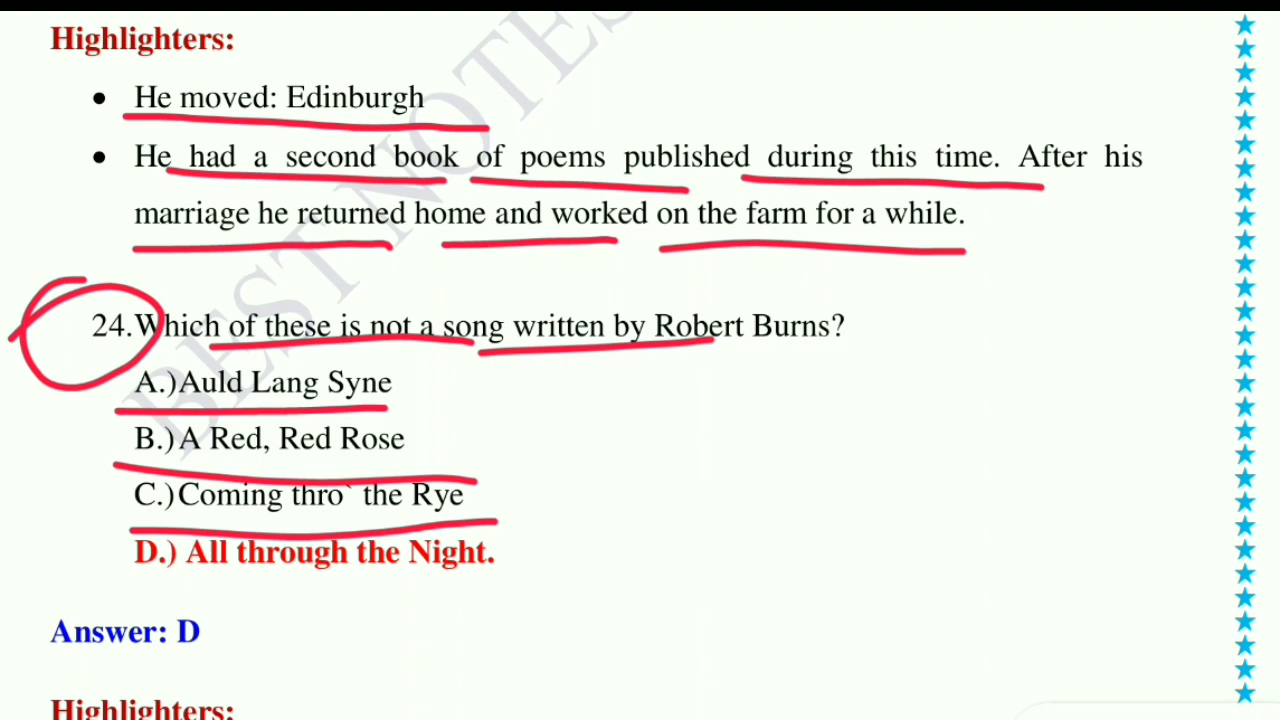 Highlighters:
• He moved: Edinburgh
• He had a second book of poems published during this time. After his
marriage he returned home and worked on the farm for a while.
24.Which of these is not a song written by Robert Burns?
A.)Auld Lang Syne
B.)A Red, Red Rose
C.)Coming thro` the Rye
D.) All through the Night.
Answer: D
Highlighters:
BEST NOTES